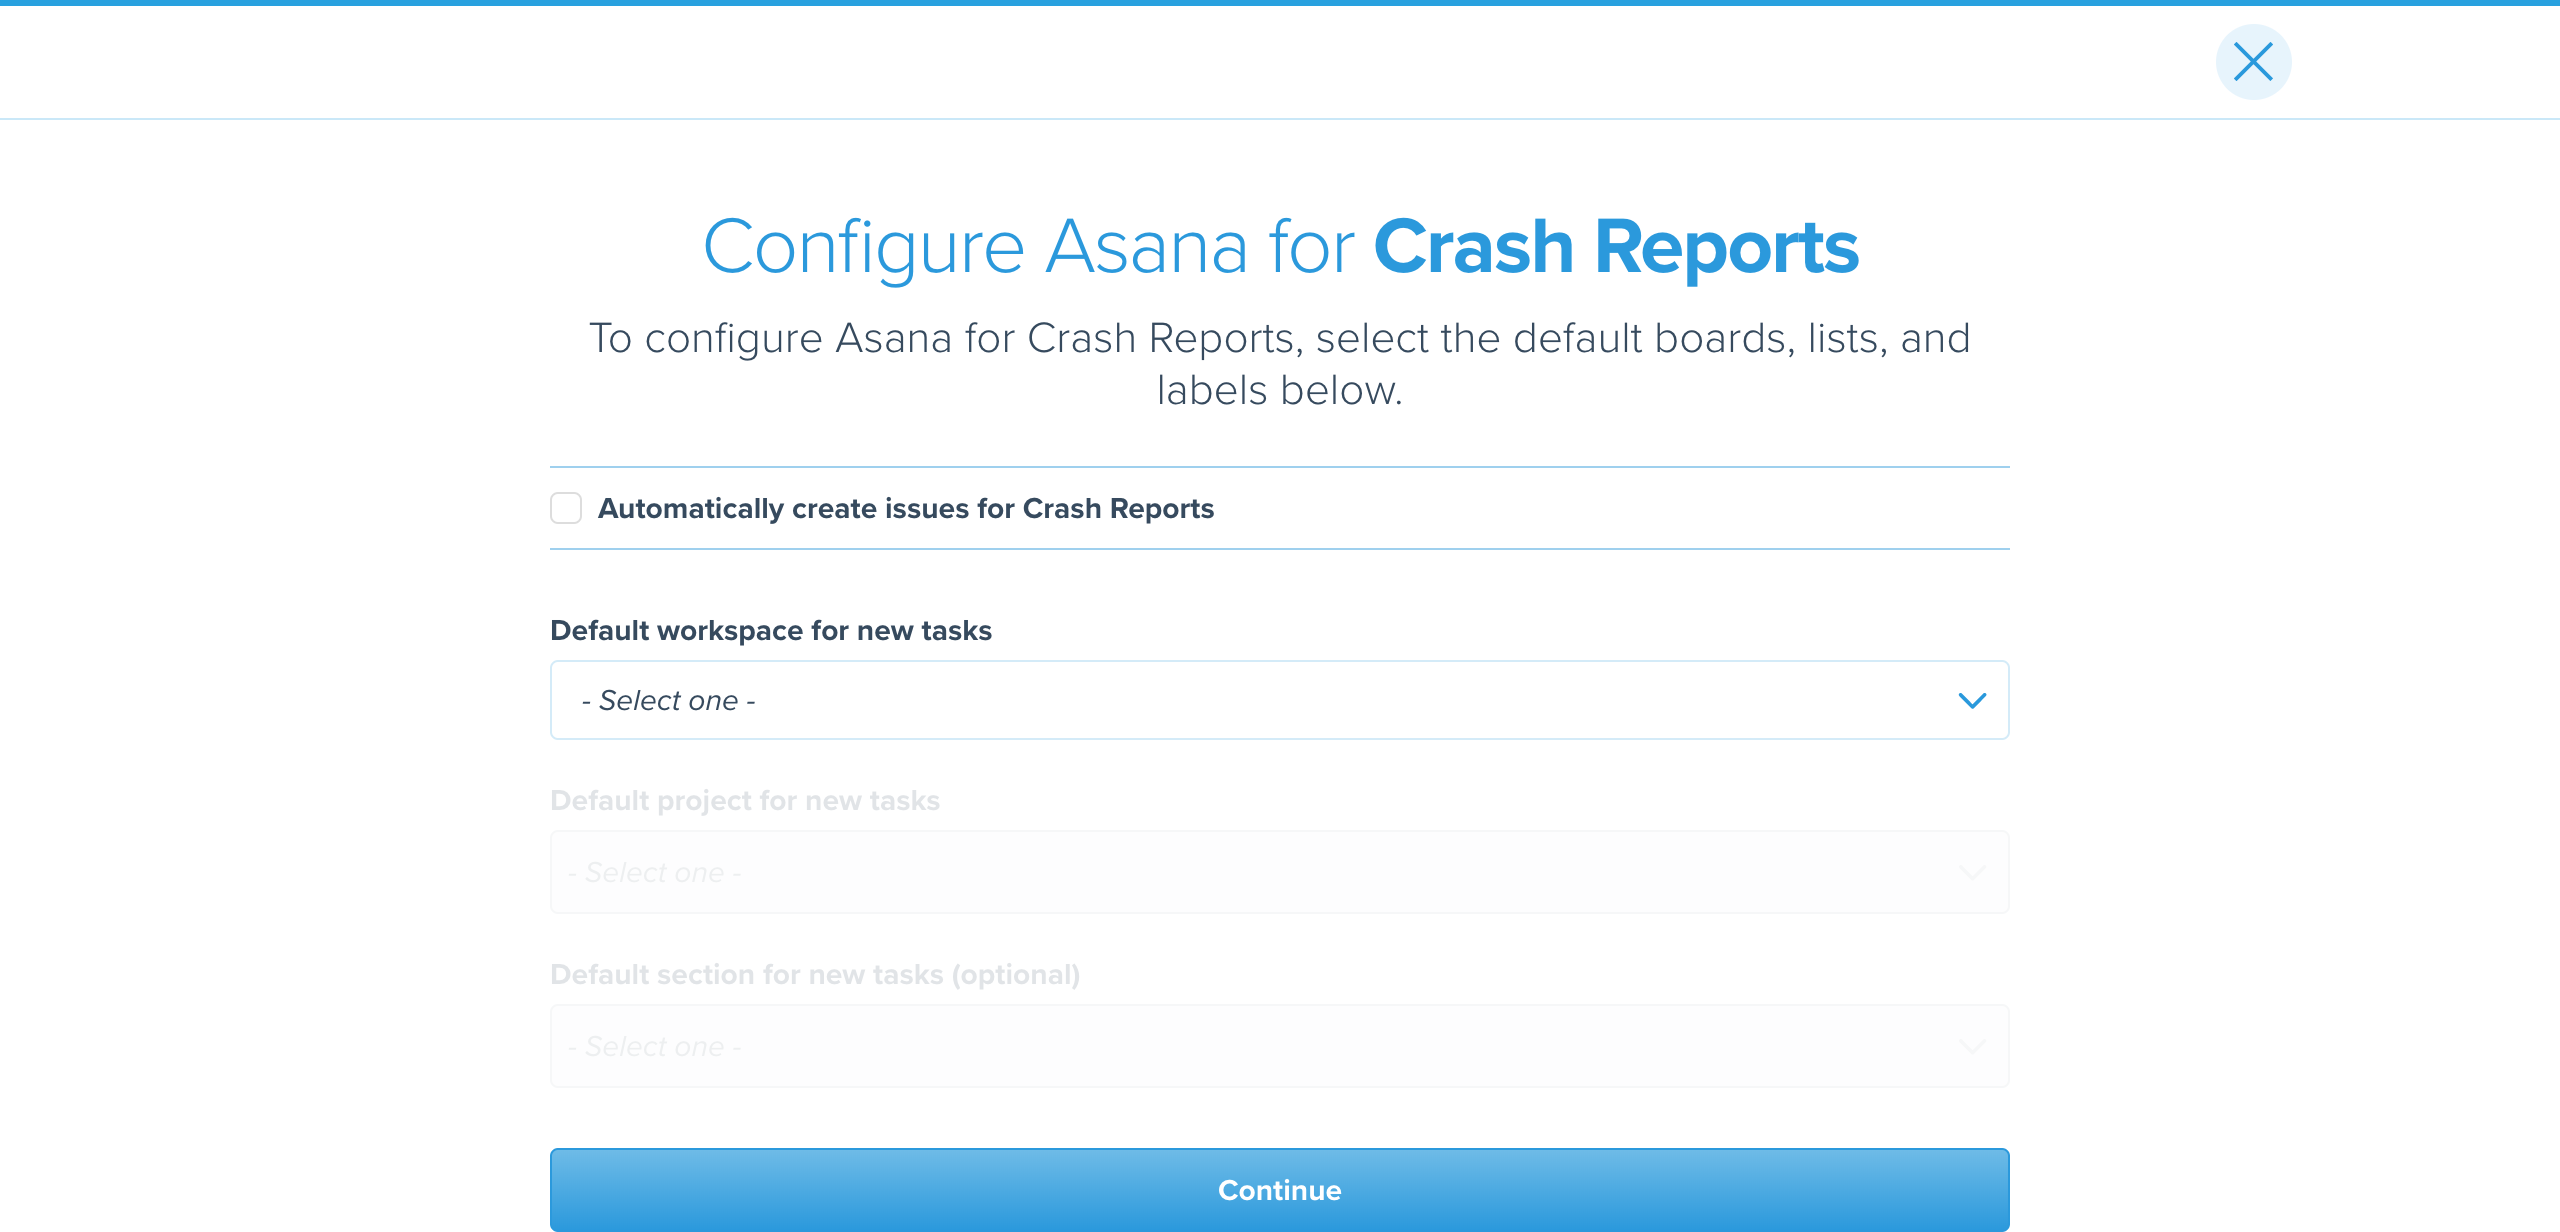 Configure Asana for Crash Reports
To configure Asana for Crash Reports, select the default boards, lists, and
labels below.
Automatically create issues for Crash Reports
Default workspace for new tasks
- Select one -
Default project for new tasks
- Select one -
Default section for new tasks (optional)
- Select one -
Continue